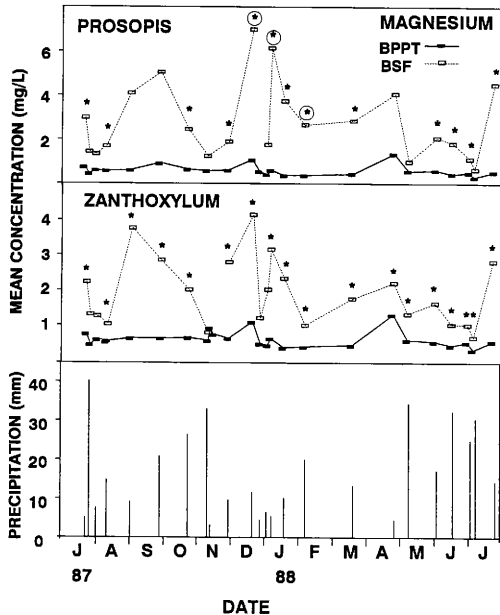 PROSOPIS
MAGNESIUM
BPPT
BSF
6
4
2
MEAN CONCENTRATION (mg/L)
ZANTHOXYLUM
4
3
2
1
PRECIPITATION (mm)
40
30
20
10
0
J A S O N D J F M A M J J
87 88
DATE